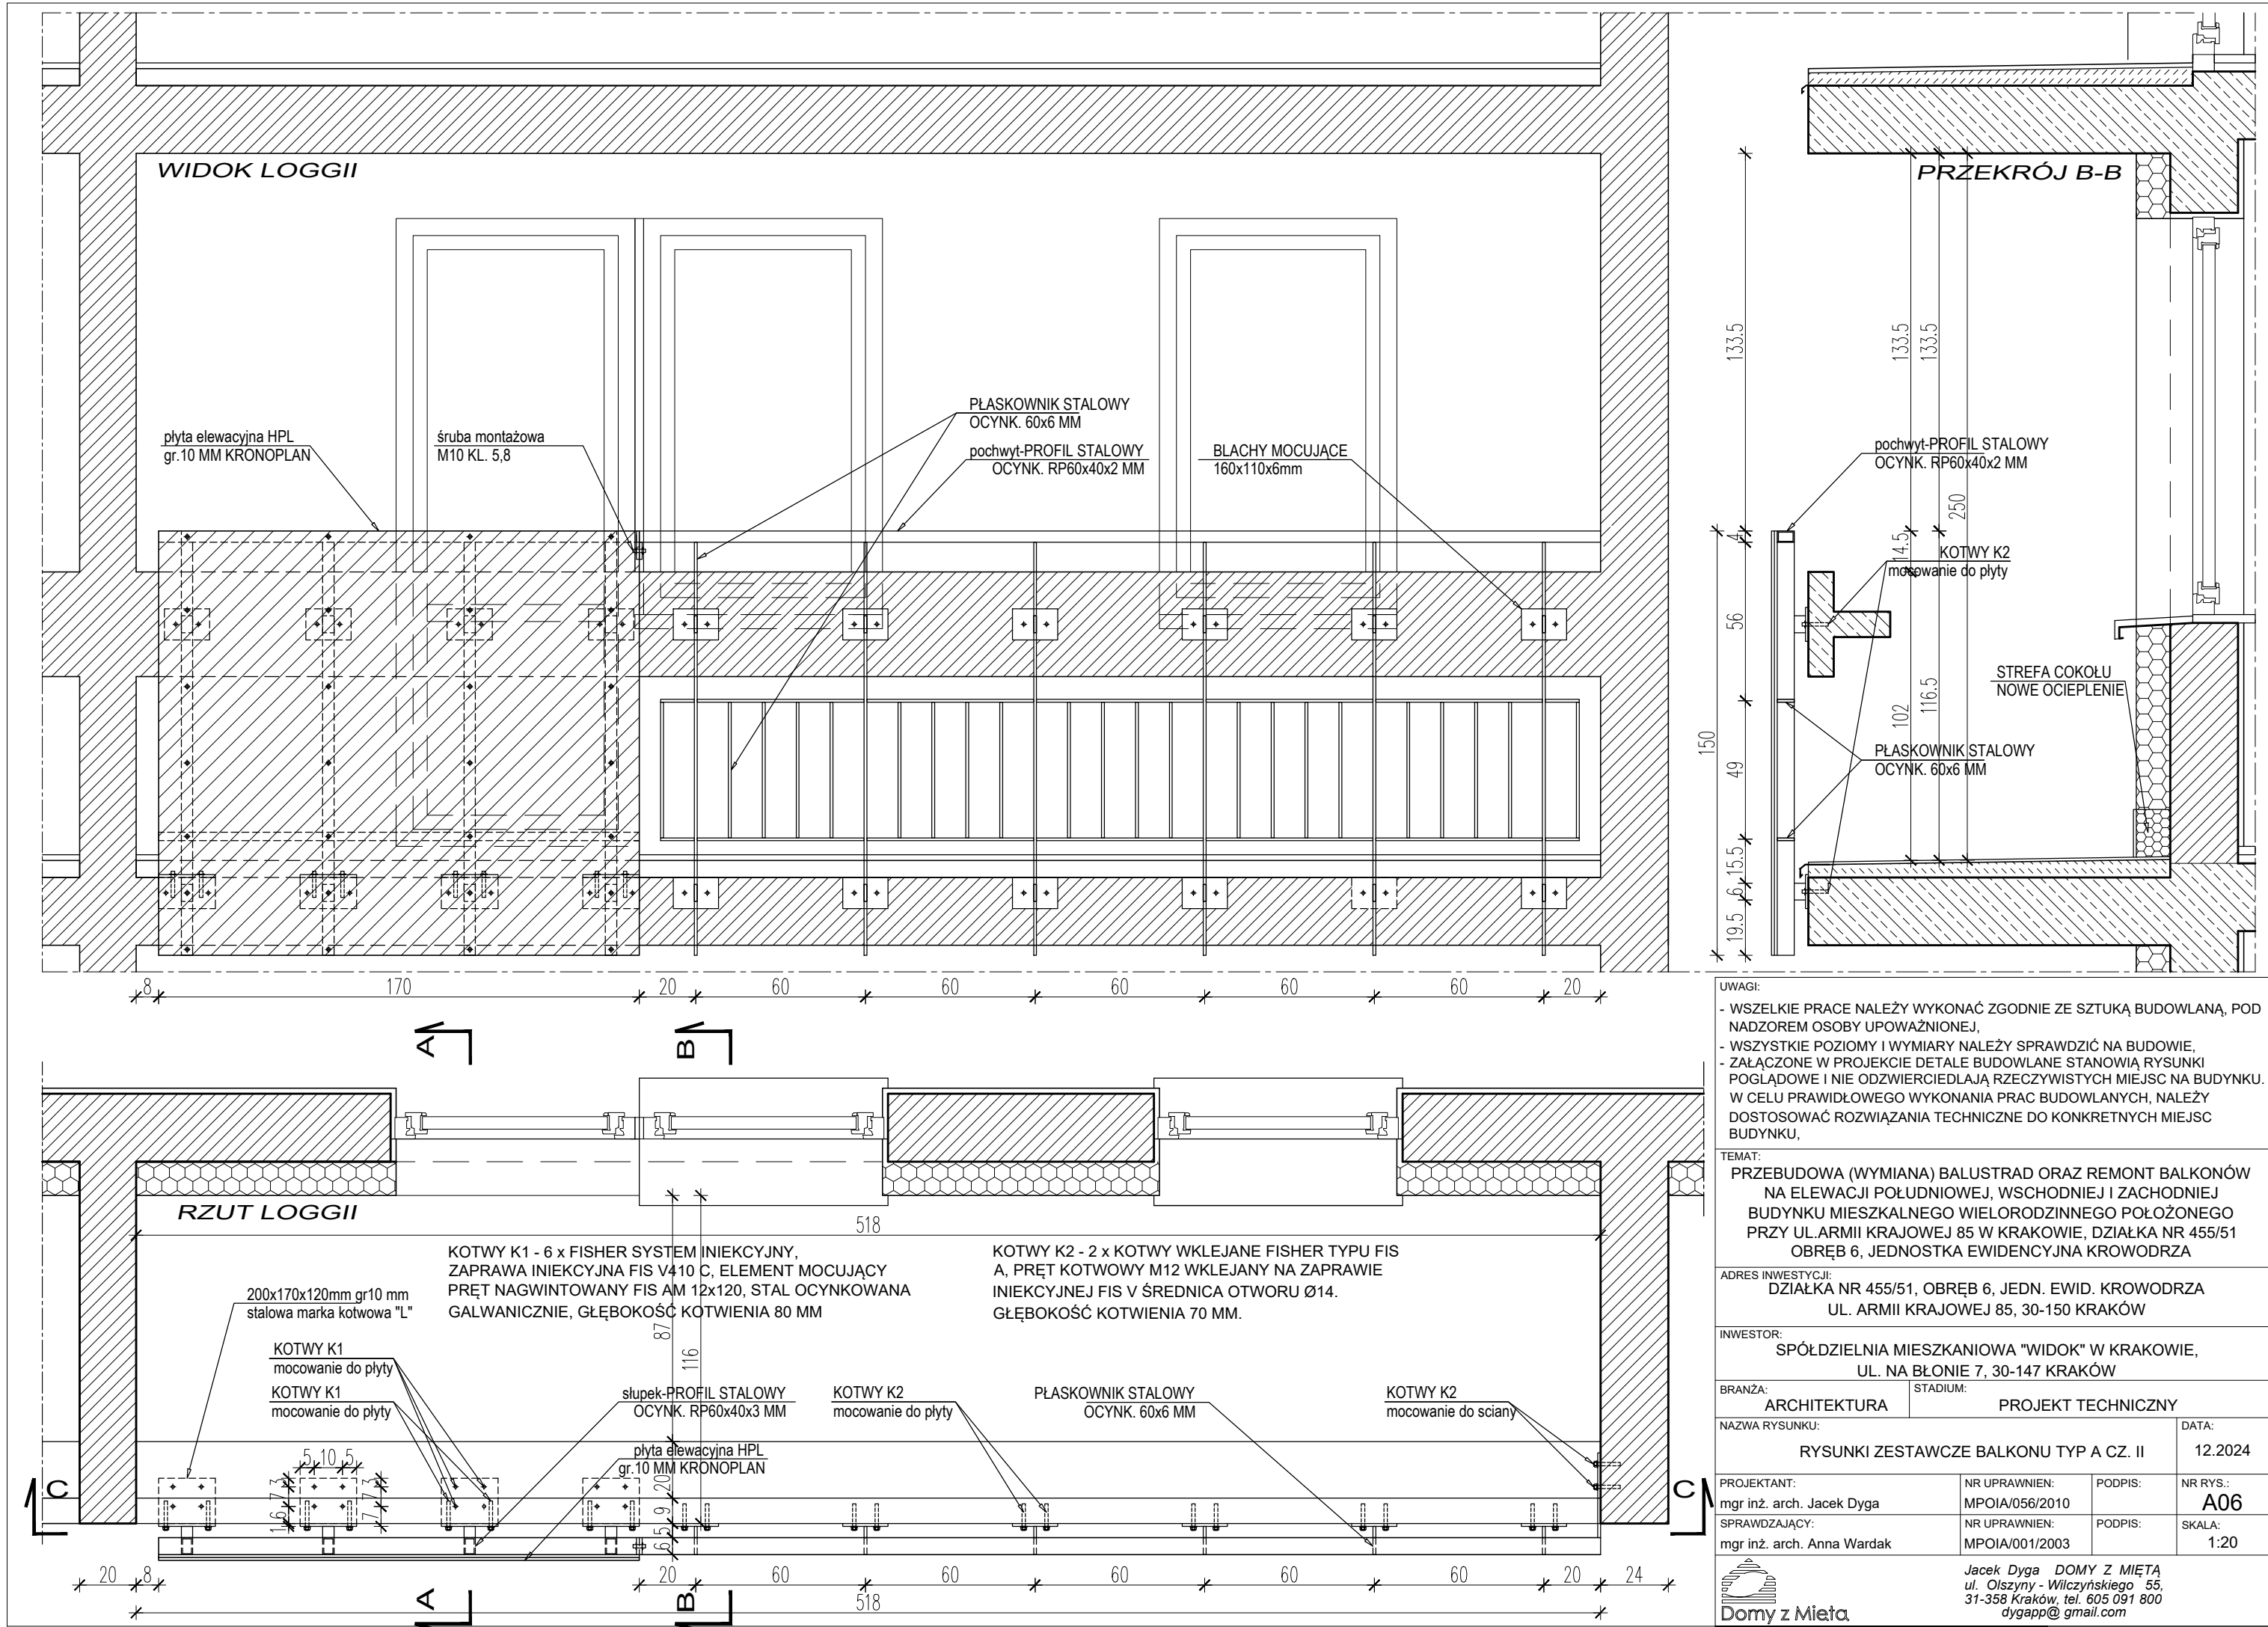 WIDOK LOGGII
PRZEKRÓJ B-B
płyta elewacyjna HPL
gr.10 MM KRONOPLAN
śruba montażowa
M10 KL. 5,8
PŁASKOWNIK STALOWY
OCYNK. 60x6 MM
pochwyt-PROFIL STALOWY
OCYNK. RP60x40x2 MM
BLACHY MOCUJĄCE
160x110x6mm
133.5
133.5
133.5
250
pochwyt-PROFIL STALOWY
OCYNK. RP60x40x2 MM
4
14.5
KOTWY K2
mocowanie do płyty
56
STREFA COKOŁU
NOWE OCIEPLENIE
102
116.5
150
49
PŁASKOWNIK STALOWY
OCYNK. 60x6 MM
15.5
6
19.5
8
170
20
60
60
60
60
60
20
A
B
RZUT LOGGII
518
KOTWY K1 - 6 x FISHER SYSTEM INIEKCYJNY,
ZAPRAWA INIEKCYJNA FIS V410 C, ELEMENT MOCUJĄCY
PRĘT NAGWINTOWANY FIS AM 12x120, STAL OCYNKOWANA
GALWANICZNIE, GŁĘBOKOŚĆ KOTWIENIA 80 MM
KOTWY K2 - 2 x KOTWY WKLEJANE FISHER TYPU FIS
A, PRĘT KOTWOWY M12 WKLEJANY NA ZAPRAWIE
INIEKCYJNEJ FIS V ŚREDNICA OTWORU Ø14.
GŁĘBOKOŚĆ KOTWIENIA 70 MM.
200x170x120mm gr10 mm
stalowa marka kotwowa "L"
87
116
KOTWY K1
mocowanie do płyty
KOTWY K1
mocowanie do płyty
słupek-PROFIL STALOWY
OCYNK. RP60x40x3 MM
KOTWY K2
mocowanie do płyty
PŁASKOWNIK STALOWY
OCYNK. 60x6 MM
KOTWY K2
mocowanie do sciany
płyta elewacyjna HPL
gr.10 MM KRONOPLAN
5 10 5
7 3
7 3
1 6
7
20
9
5
6
C
C
20
8
20
60
60
60
60
60
20
24
A
B
518
UWAGI:
- WSZELKIE PRACE NALEŻY WYKONAĆ ZGODNIE ZE SZTUKĄ BUDOWLANĄ, POD
NADZOREM OSOBY UPOWAŻNIONEJ,
- WSZYSTKIE POZIOMY I WYMIARY NALEŻY SPRAWDZIĆ NA BUDOWIE,
- ZAŁĄCZONE W PROJEKCIE DETALE BUDOWLANE STANOWIĄ RYSUNKI
POGLĄDOWE I NIE ODZWIERCIEDLAJĄ RZECZYWISTYCH MIEJSC NA BUDYNKU.
W CELU PRAWIDŁOWEGO WYKONANIA PRAC BUDOWLANYCH, NALEŻY
DOSTOSOWAĆ ROZWIĄZANIA TECHNICZNE DO KONKRETNYCH MIEJSC
BUDYNKU,
TEMAT:
PRZEBUDOWA (WYMIANA) BALUSTRAD ORAZ REMONT BALKONÓW
NA ELEWACJI POŁUDNIOWEJ, WSCHODNIEJ I ZACHODNIEJ
BUDYNKU MIESZKALNEGO WIELORODZINNEGO POŁOŻONEGO
PRZY UL.ARMII KRAJOWEJ 85 W KRAKOWIE, DZIAŁKA NR 455/51
OBRĘB 6, JEDNOSTKA EWIDENCYJNA KROWODRZA
ADRES INWESTYCJI:
DZIAŁKA NR 455/51, OBRĘB 6, JEDN. EWID. KROWODRZA
UL. ARMII KRAJOWEJ 85, 30-150 KRAKÓW
INWESTOR:
SPÓŁDZIELNIA MIESZKANIOWA "WIDOK" W KRAKOWIE,
UL. NA BŁONIE 7, 30-147 KRAKÓW
BRANŻA:
ARCHITEKTURA
STADIUM:
PROJEKT TECHNICZNY
NAZWA RYSUNKU:
RYSUNKI ZESTAWCZE BALKONU TYP A CZ. II
DATA:
12.2024
PROJEKTANT:
mgr inż. arch. Jacek Dyga
NR UPRAWNIEN:
MPOIA/056/2010
PODPIS:
NR RYS.:
A06
SPRAWDZAJĄCY:
mgr inż. arch. Anna Wardak
NR UPRAWNIEN:
MPOIA/001/2003
PODPIS:
SKALA:
1:20
Domy z Mięta
Jacek Dyga DOMY Z MIĘTĄ
ul. Olszyny - Wilczyńskiego 55,
31-358 Kraków, tel. 605 091 800
dygapp@ gmail.com